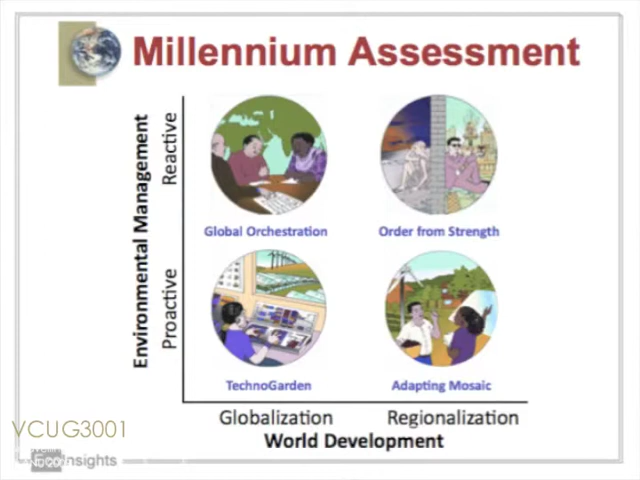 Millennium Assessment
Environmental Management
Reactive
Proactive
Global Orchestration
Order from Strength
TechnoGarden
Adapting Mosaic
Globalization
Regionalization
World Development
VCUG3001
EcoInsights